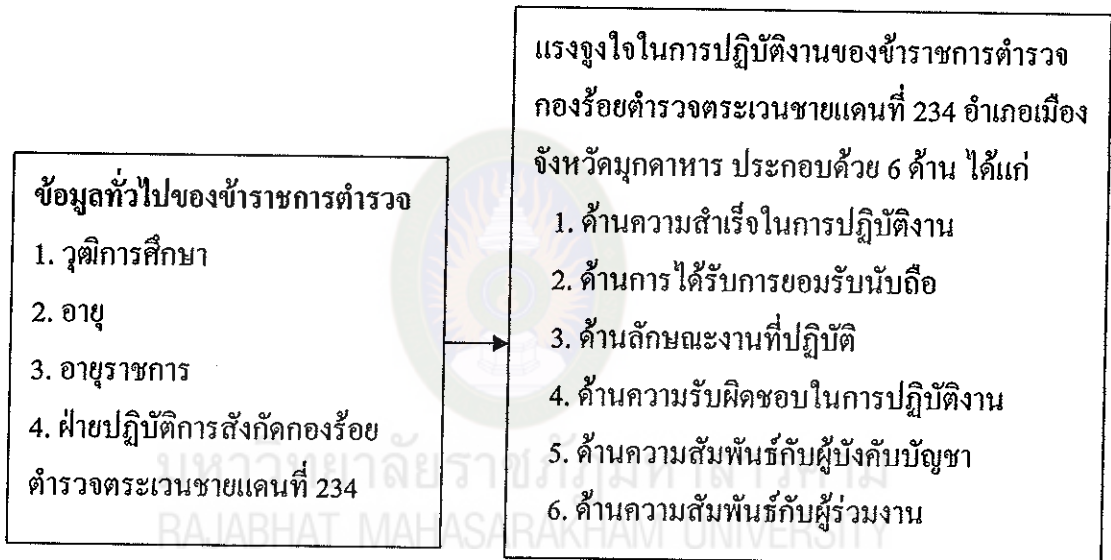 ข้อมูลทั่วไปของข้าราชการตำรวจ
1. วุฒิการศึกษา
2. อายุ
3. อายุราชการ
4. ฝ่ายปฏิบัติการสังกัดกองร้อย
ตำรวจตระเวนชายแดนที่ 234
แรงจูงใจในการปฏิบัติงานของข้าราชการตำรวจ
กองร้อยตำรวจตระเวนชายแดนที่ 234 อำเภอเมือง
จังหวัดมุกดาหาร ประกอบด้วย 6 ด้าน ได้แก่
1. ด้านความสำเร็จในการปฏิบัติงาน
2. ด้านการได้รับการยอมรับนับถือ
3. ด้านลักษณะงานที่ปฏิบัติ
4. ด้านความรับผิดชอบในการปฏิบัติงาน
5. ด้านความสัมพันธ์กับผู้บังคับบัญชา
6. ด้านความสัมพันธ์กับผู้ร่วมงาน
มหาวิทยาลัยราชภัฏมหาสารคาม
RAJABHAT MAHASARAKHAM UNIVERSITY